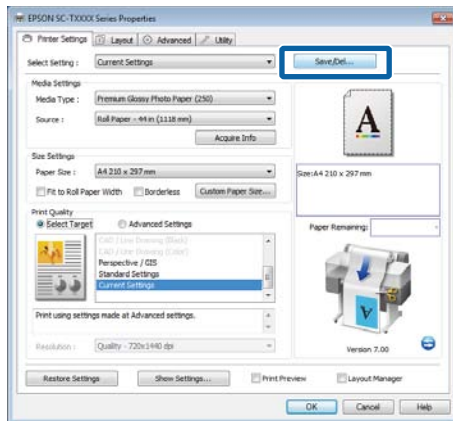 EPSON SC-TXXXX Series Properties
Printer Settings Layout Advanced Utility
Select Setting : Current Settings Save/Del...
Media Settings
Media Type : Premium Glossy Photo Paper (250)
Source : Roll Paper - 44 in (1118 mm)
Acquire Info
A
Size Settings
Paper Size : A4 210 x 297 mm
Size:A4 210 x 297 mm
Fit to Roll Paper Width Borderless Custom Paper Size...
Print Quality
Select Target Advanced Settings
Paper Remaining:
CAD / Line Drawing (Black)
CAD / Line Drawing (Color)
Perspective / GIS
Standard Settings
Current Settings
A
Print using settings made at Advanced settings.
Resolution : Quality - 720x1440 dpi
Version 7.00
Restore Settings Show Settings... Print Preview Layout Manager
OK Cancel Help